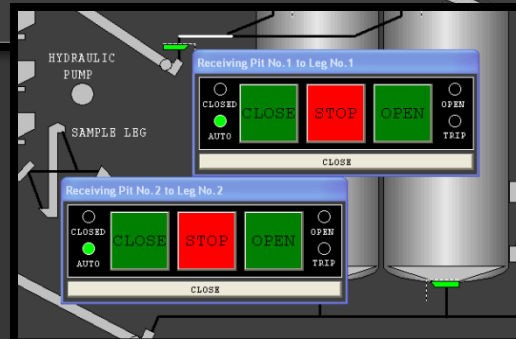 HYDRAULIC
PUMP
SAMPLE LEG
Receiving Pit No.1 to Leg No.1
CLOSED
AUTO
CLOSE
STOP
OPEN
OPEN
TRIP
CLOSE
Receiving Pit No.2 to Leg No.2
CLOSED
AUTO
CLOSE
STOP
OPEN
OPEN
TRIP
CLOSE